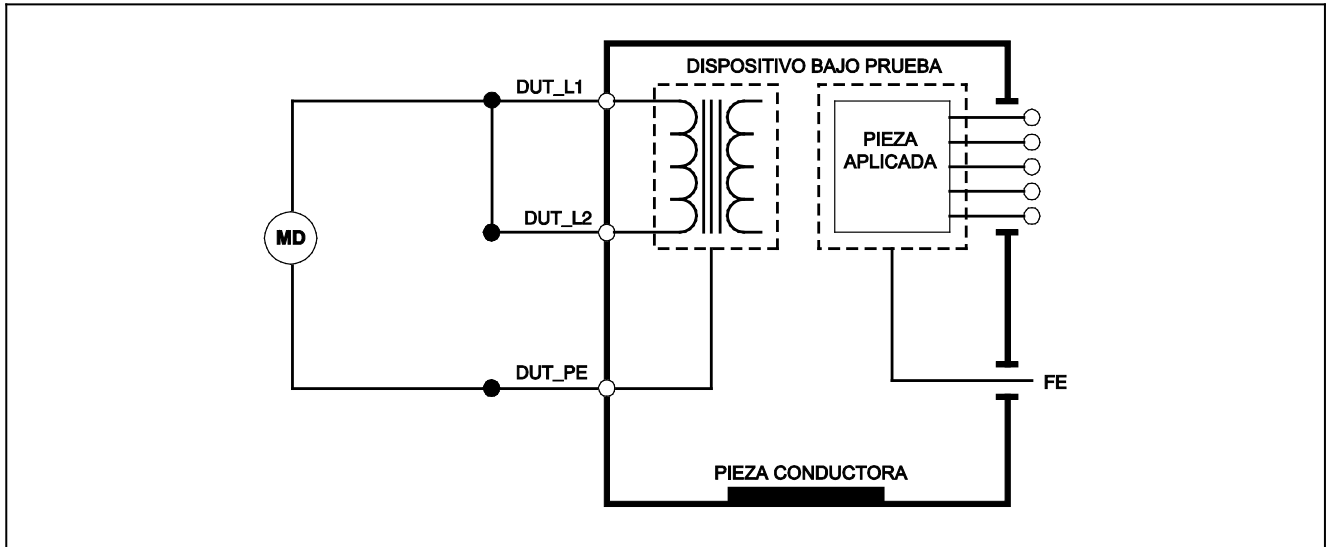 DISPOSITIVO BAJO PRUEBA
DUT_L1
PIEZA
APLICADA
DUT_L2
MD
DUT_PE
FE
PIEZA CONDUCTORA